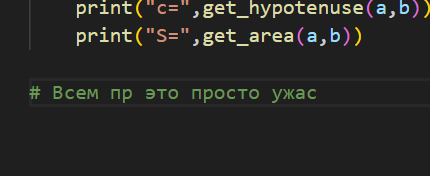 print("c=",get_hypotenuse(a,b))
print("S=",get_area(a,b))
# Всем пр это просто ужас